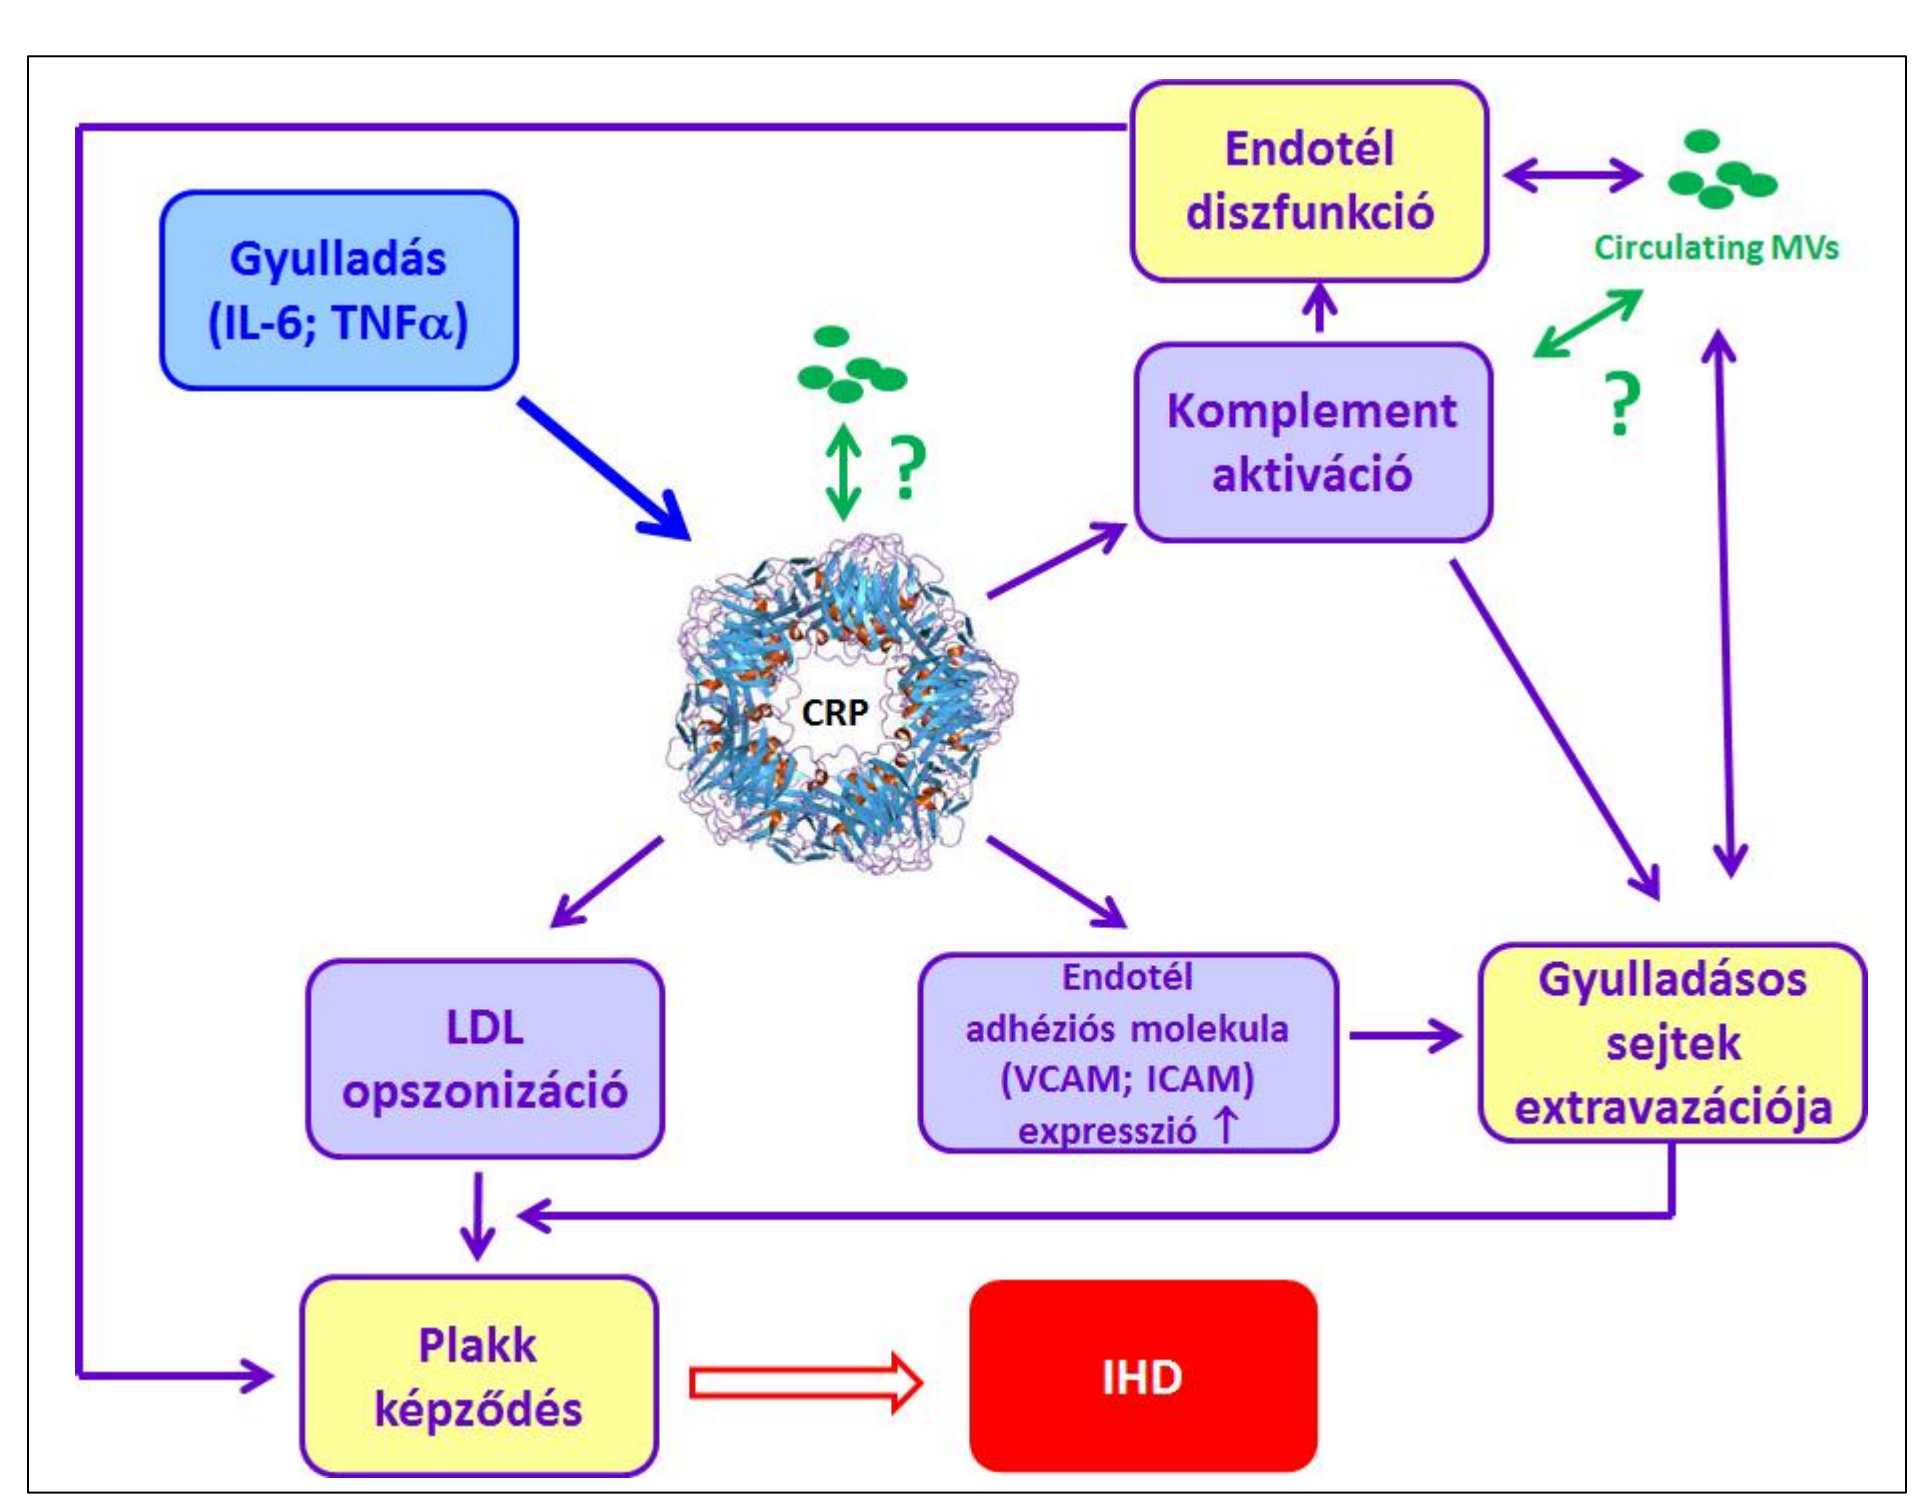 Endotél
diszfunkció
Circulating MVs
Gyulladás
(IL-6; TNFα)
?
Komplement
aktiváció
?
CRP
LDL
opszonizáció
Endotél
adhéziós molekula
(VCAM; ICAM)
expresszió ↑
Gyulladásos
sejtek
extravazációja
Plakk
képződés
IHD